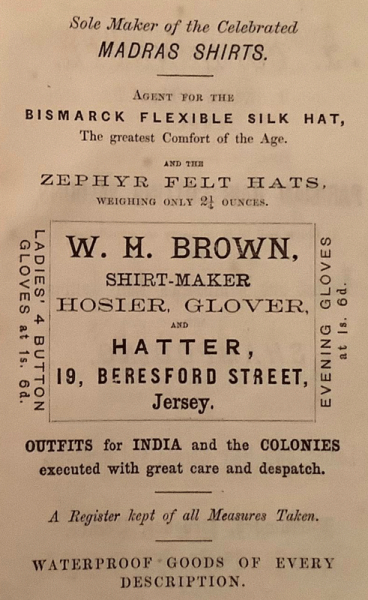 Sole Maker of the Celebrated
MADRAS SHIRTS.
AGENT FOR THE
BISMARCK FLEXIBLE SILK HAT,
The greatest Comfort of the Age.
AND THE
ZEPHYR FELT HATS,
WEIGHING ONLY 2¼ OUNCES.
LADIES' 4 BUTTON
GLOVES at 1s. 6d.
W. H. BROWN,
SHIRT-MAKER
HOSIER, GLOVER,
AND
HATTER,
19, BERESFORD STREET,
Jersey.
EVENING GLOVES
at 1s. 6d.
OUTFITS for INDIA and the COLONIES
executed with great care and despatch.
A Register kept of all Measures Taken.
WATERPROOF GOODS OF EVERY
DESCRIPTION.